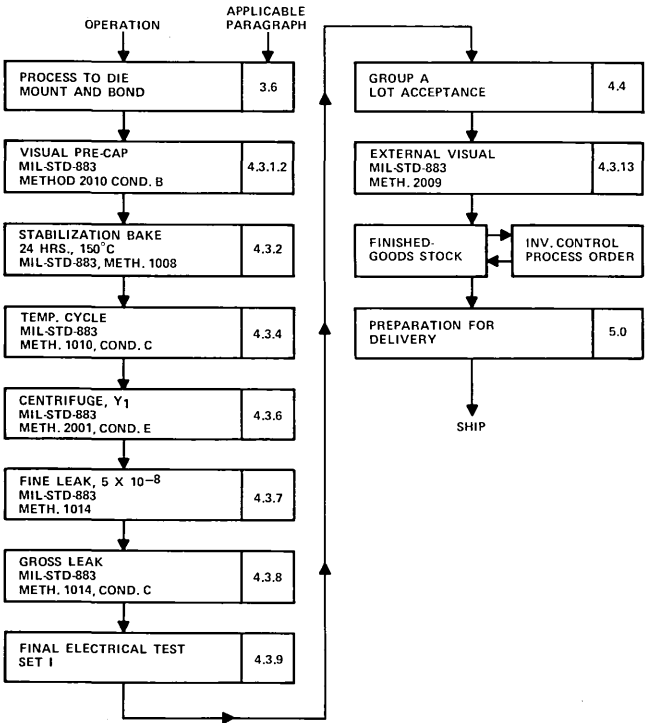 OPERATION
APPLICABLE
PARAGRAPH
PROCESS TO DIE
MOUNT AND BOND
3.6
VISUAL PRE-CAP
MIL-STD-883
METHOD 2010 COND. B
4.3.1.2
STABILIZATION BAKE
24 HRS., 150°C
MIL-STD-883, METH. 1008
4.3.2
TEMP. CYCLE
MIL-STD-883
METH. 1010, COND. C
4.3.4
CENTRIFUGE, Y1
MIL-STD-883
METH. 2001, COND. E
4.3.6
FINE LEAK, 5 X 10−8
MIL-STD-883
METH. 1014
4.3.7
GROSS LEAK
MIL-STD-883
METH. 1014, COND. C
4.3.8
FINAL ELECTRICAL TEST
SET I
4.3.9
GROUP A
LOT ACCEPTANCE
4.4
EXTERNAL VISUAL
MIL-STD-883
METH. 2009
4.3.13
FINISHED-
GOODS STOCK
INV. CONTROL
PROCESS ORDER
PREPARATION FOR
DELIVERY
5.0
SHIP